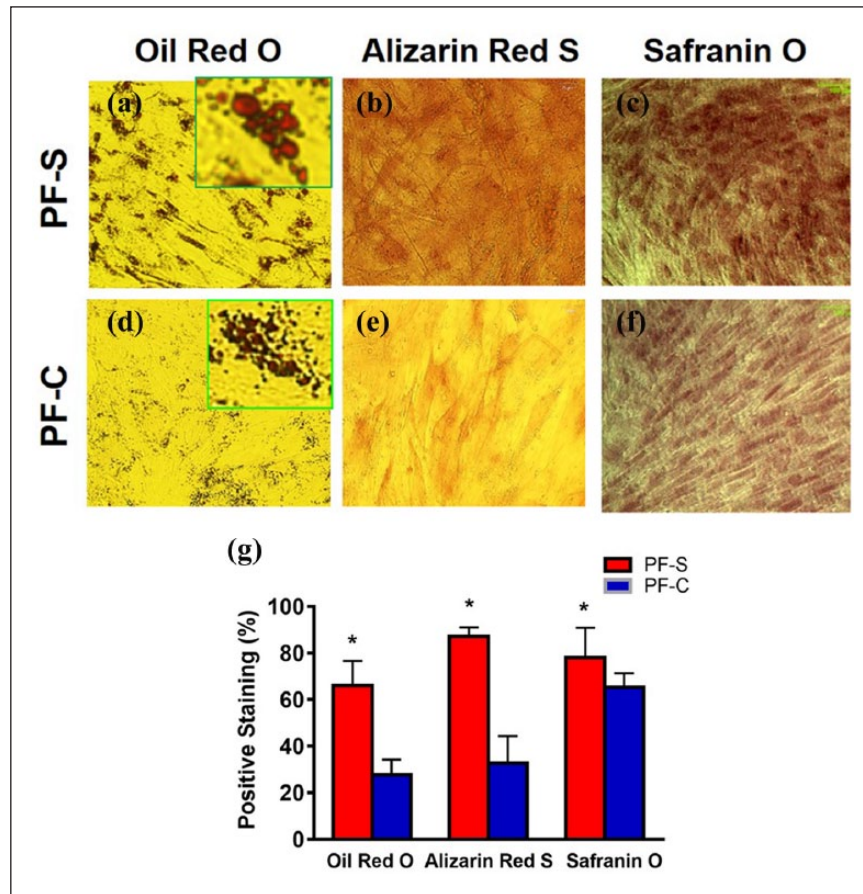 Oil Red O Alizarin Red S Safranin O
PF-S
(a) (b) (c)
PF-C
(d) (e) (f)
(g)
PF-S
PF-C
Positive Staining (%)
100
80
60
40
20
0
* * *
Oil Red O Alizarin Red S Safranin O